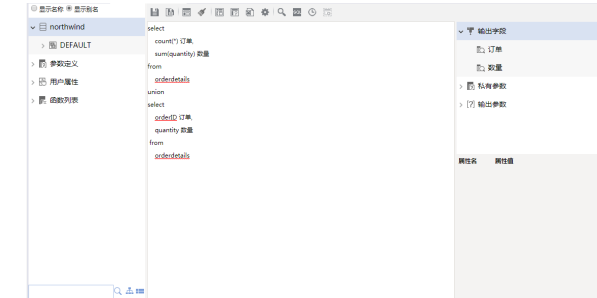 显示名称 显示别名
northwind
DEFAULT
参数定义
用户属性
函数列表
select
count(*) 订单,
sum(quantity) 数量
from
orderdetails
union
select
orderID 订单,
quantity 数量
from
orderdetails
输出字段
订单
数量
私有参数
输出参数
属性名 属性值